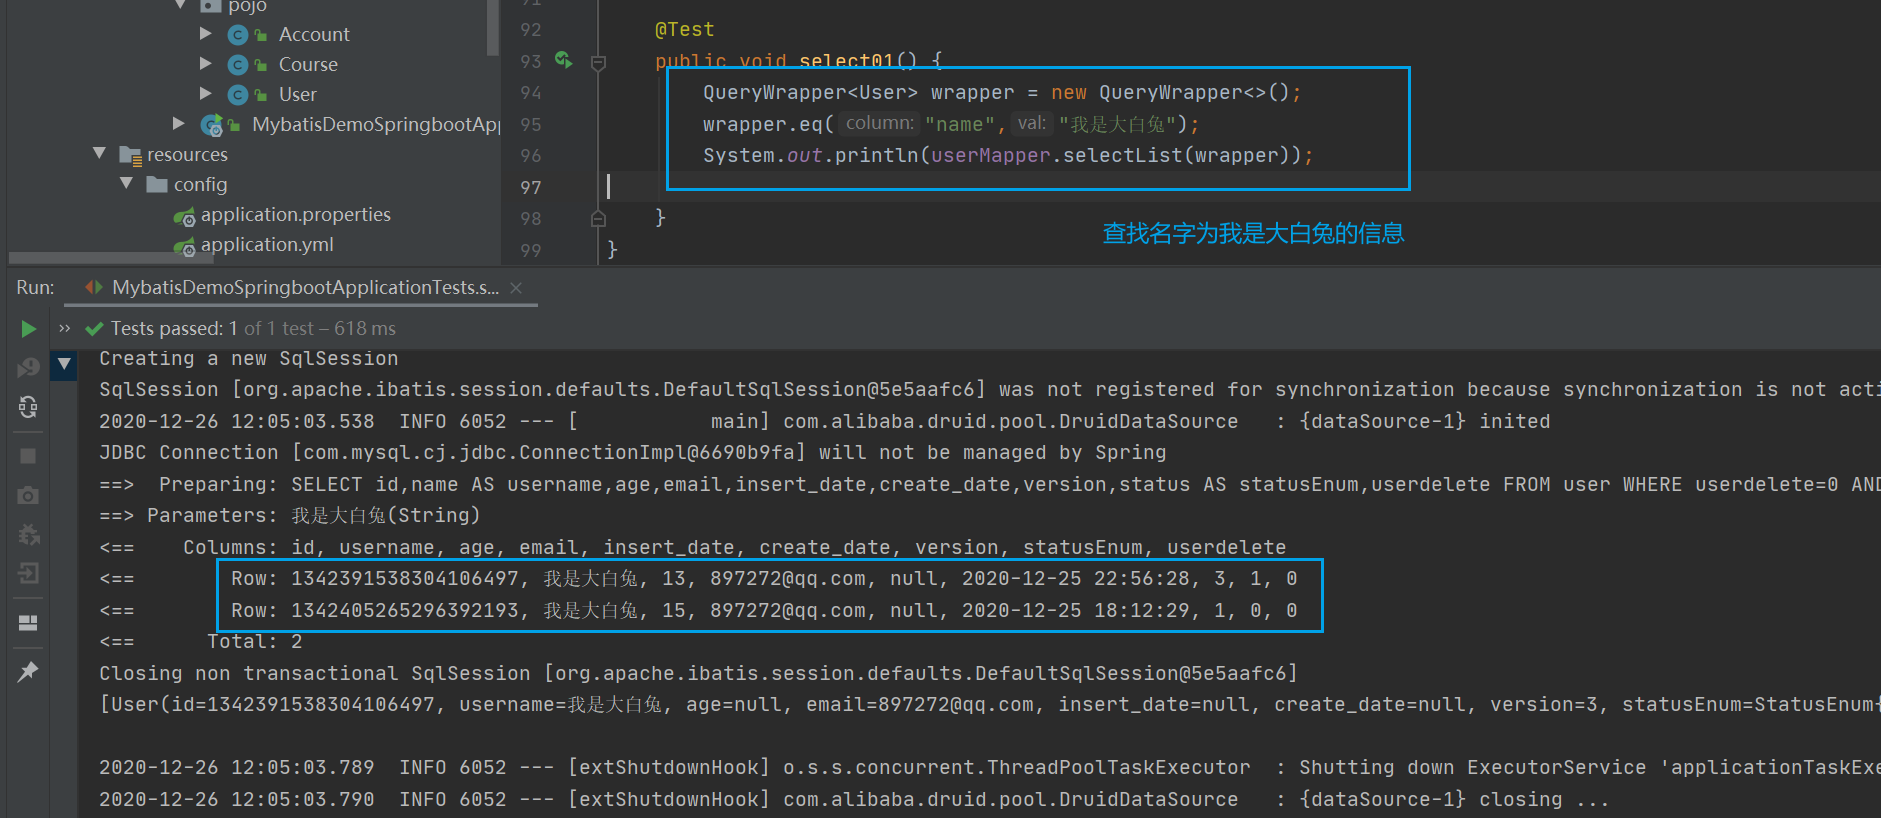 pojo
Account
Course
User
MybatisDemoSpringbootApp
resources
config
application.properties
application.yml
91
92 @Test
93 public void select01() {
94 QueryWrapper<User> wrapper = new QueryWrapper<>();
95 wrapper.eq( column: "name", val: "我是大白兔");
96 System.out.println(userMapper.selectList(wrapper));
97
98 }
99 }
查找名字为我是大白兔的信息
Run: MybatisDemoSpringbootApplicationTests.s...
Tests passed: 1 of 1 test – 618 ms
Creating a new SqlSession
SqlSession [org.apache.ibatis.session.defaults.DefaultSqlSession@5e5aafc6] was not registered for synchronization because synchronization is not acti
2020-12-26 12:05:03.538  INFO 6052 --- [           main] com.alibaba.druid.pool.DruidDataSource   : {dataSource-1} inited
JDBC Connection [com.mysql.cj.jdbc.ConnectionImpl@6690b9fa] will not be managed by Spring
==>  Preparing: SELECT id,name AS username,age,email,insert_date,create_date,version,status AS statusEnum,userdelete FROM user WHERE userdelete=0 AND
==> Parameters: 我是大白兔(String)
<==    Columns: id, username, age, email, insert_date, create_date, version, statusEnum, userdelete
<==        Row: 1342391538304106497, 我是大白兔, 13, 897272@qq.com, null, 2020-12-25 22:56:28, 3, 1, 0
<==        Row: 1342405265296392193, 我是大白兔, 15, 897272@qq.com, null, 2020-12-25 18:12:29, 1, 0, 0
<==      Total: 2
Closing non transactional SqlSession [org.apache.ibatis.session.defaults.DefaultSqlSession@5e5aafc6]
[User(id=1342391538304106497, username=我是大白兔, age=null, email=897272@qq.com, insert_date=null, create_date=null, version=3, statusEnum=StatusEnum{
2020-12-26 12:05:03.789  INFO 6052 --- [extShutdownHook] o.s.s.concurrent.ThreadPoolTaskExecutor  : Shutting down ExecutorService 'applicationTaskExe
2020-12-26 12:05:03.790  INFO 6052 --- [extShutdownHook] com.alibaba.druid.pool.DruidDataSource   : {dataSource-1} closing ...